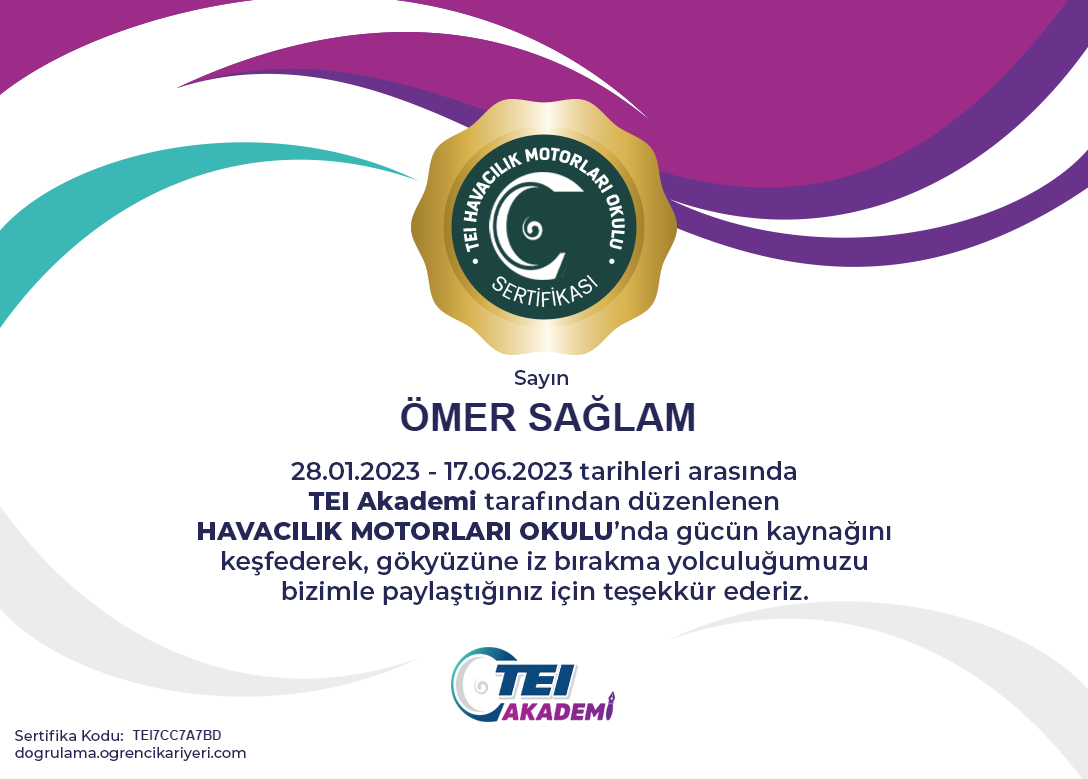 • TEI HAVACILIK MOTORLARI OKULU •
SERTİFİKASI
Sayın
ÖMER SAĞLAM
28.01.2023 - 17.06.2023 tarihleri arasında
TEI Akademi tarafından düzenlenen
HAVACILIK MOTORLARI OKULU’nda gücün kaynağını
keşfederek, gökyüzüne iz bırakma yolculuğumuzu
bizimle paylaştığınız için teşekkür ederiz.
TEI
AKADEMİ
Sertifika Kodu: TEI7CC7A7BD
dogrulama.ogrencikariyeri.com